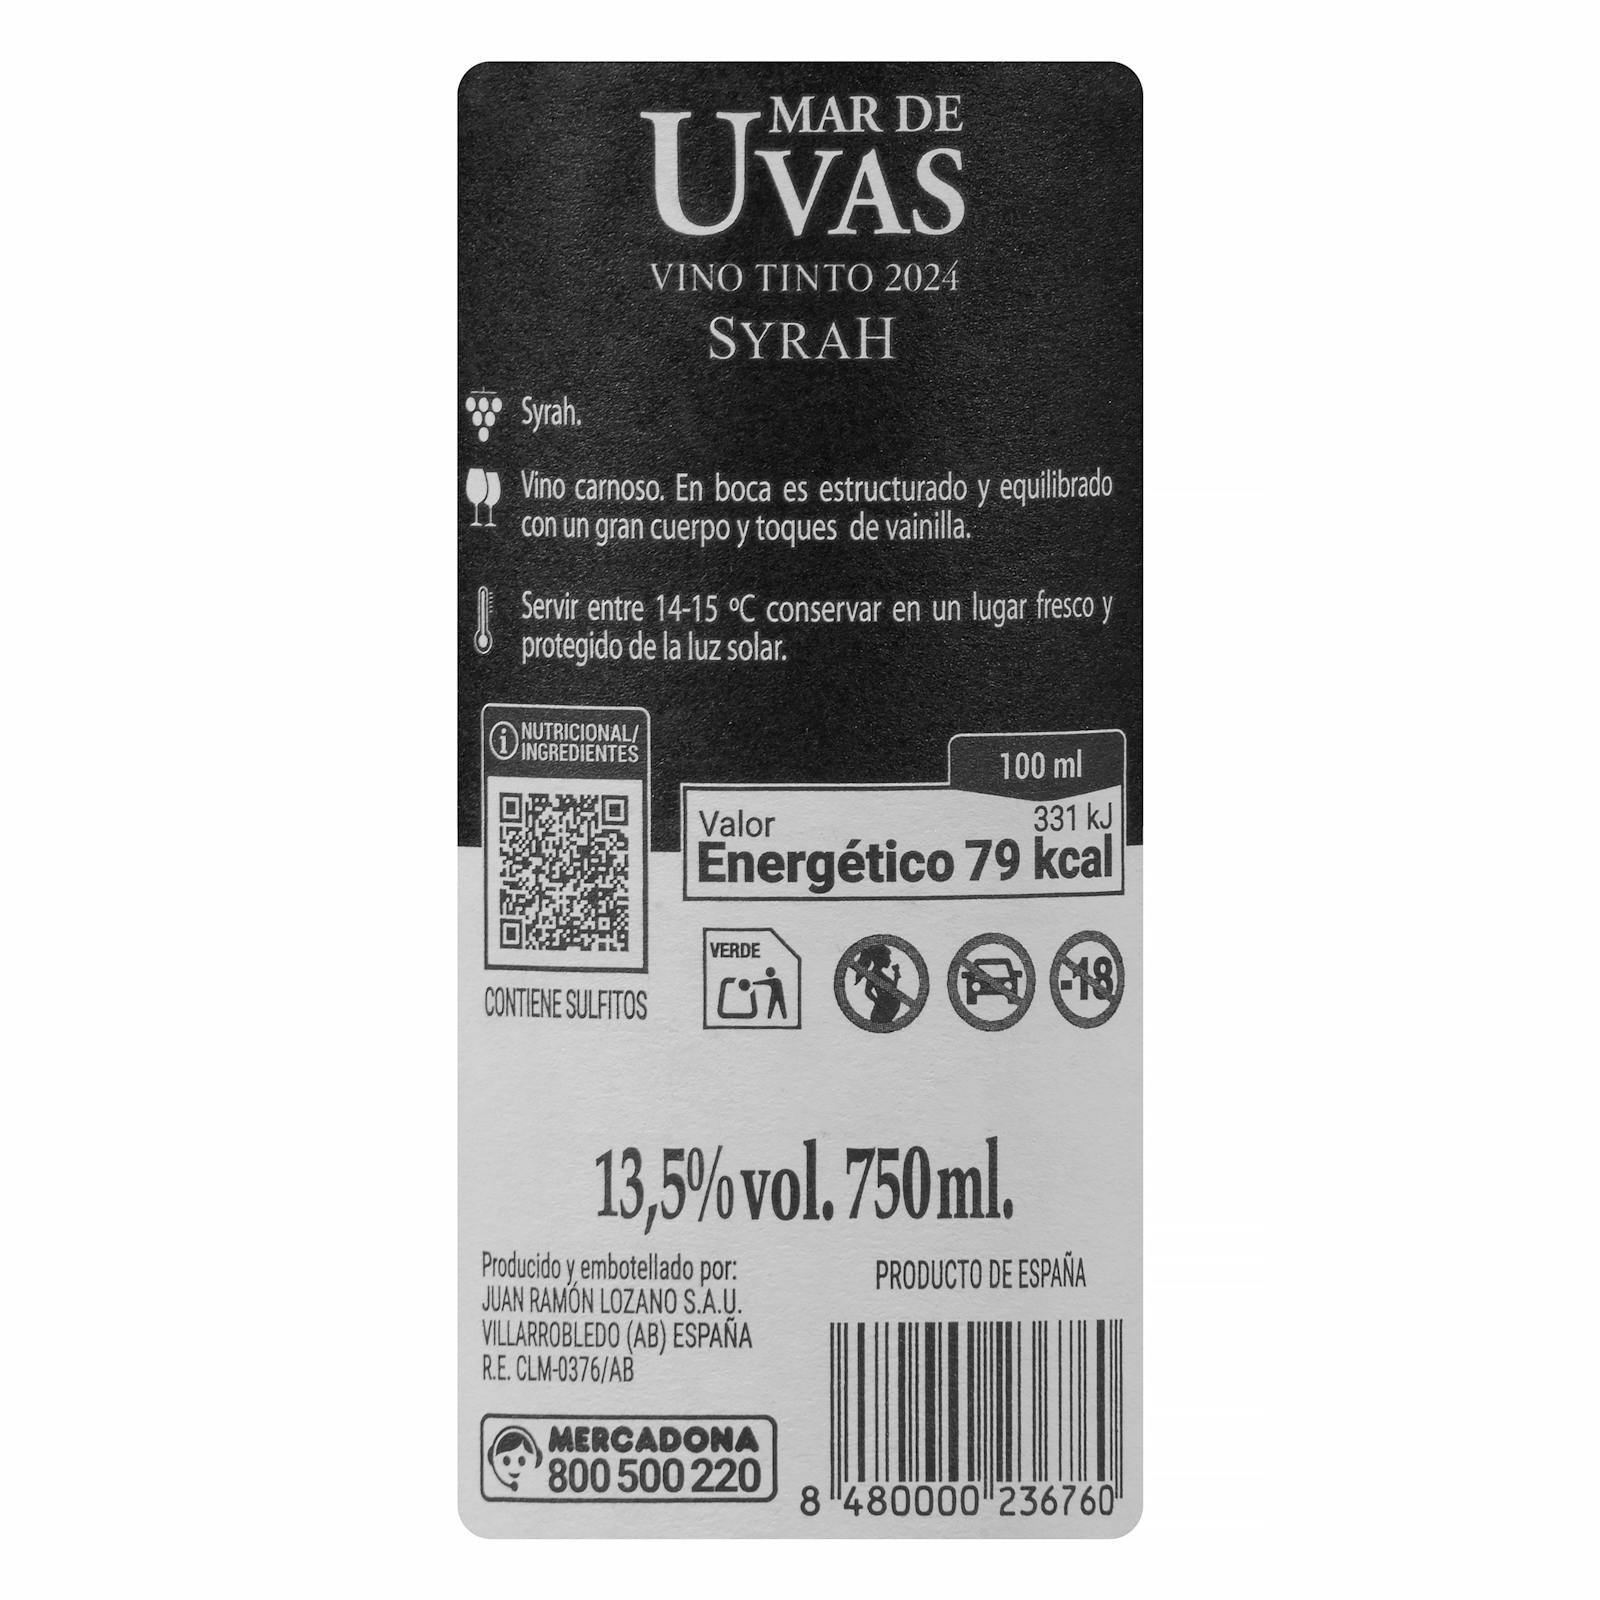 MAR DE
UVAS
VINO TINTO 2024
SYRAH
Syrah.
Vino carnoso. En boca es estructurado y equilibrado
con un gran cuerpo y toques de vainilla.
Servir entre 14-15 ºC conservar en un lugar fresco y
protegido de la luz solar.
i NUTRICIONAL/
INGREDIENTES
CONTIENE SULFITOS
100 ml
Valor 331 kJ
Energético 79 kcal
VERDE
-18
13,5% vol. 750 ml.
Producido y embotellado por:
JUAN RAMÓN LOZANO S.A.U.
VILLARROBLEDO (AB) ESPAÑA
R.E. CLM-0376/AB
MERCADONA
800 500 220
PRODUCTO DE ESPAÑA
8 480000 236760